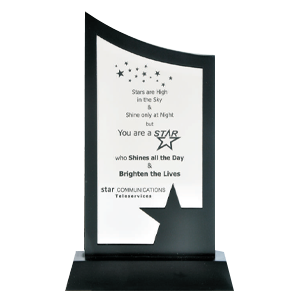 Stars are High
in the Sky
&
Shine only at Night
but
You are a STAR
who Shines all the Day
&
Brighten the Lives
star COMMUNICATIONS
Teleservices